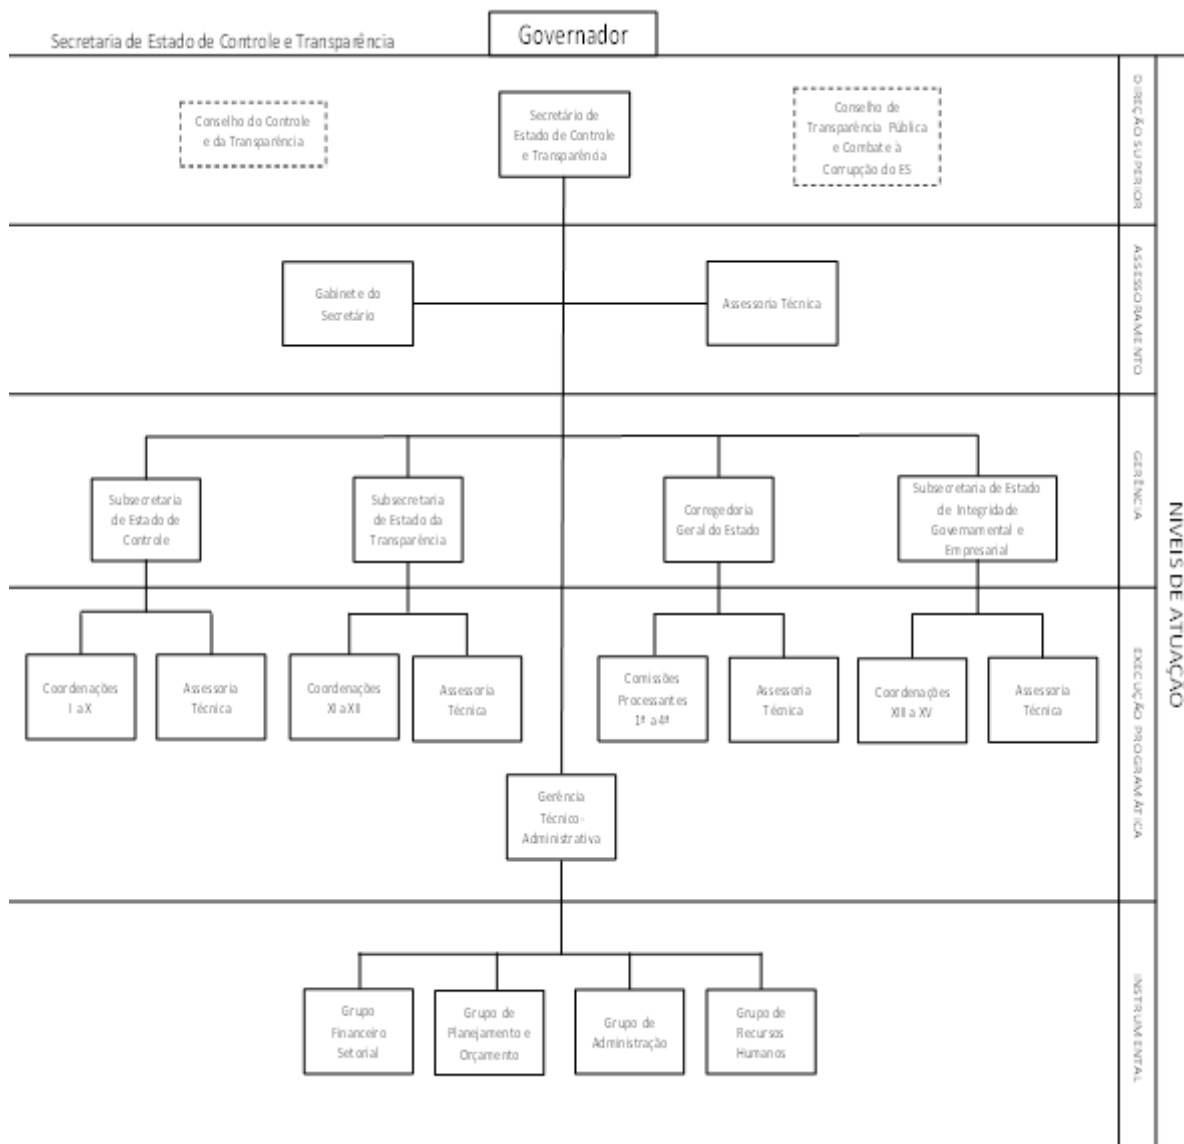 Secretaria de Estado de Controle e Transparência
Governador
Conselho do Controle
e da Transparência
Secretário de
Estado de Controle
e Transparência
Conselho de
Transparência Pública
e Combate à
Corrupção do ES
DIREÇÃO SUPERIOR
Gabinete do
Secretário
Assessoria Técnica
ASSESSORAMENTO
Subsecretaria
de Estado de
Controle
Subsecretaria
de Estado da
Transparência
Corregedoria
Geral do Estado
Subsecretaria de Estado
de Integridade
Governamental e
Empresarial
GERÊNCIA
NIVEIS DE ATUAÇÃO
Coordenações
I a X
Assessoria
Técnica
Coordenações
XI a XII
Assessoria
Técnica
Comissões
Processantes
1ª a 4ª
Assessoria
Técnica
Coordenações
XIII a XV
Assessoria
Técnica
EXECUÇÃO PROGRAMÁTICA
Gerência
Técnico-
Administrativa
Grupo
Financeiro
Setorial
Grupo de
Planejamento e
Orçamento
Grupo de
Administração
Grupo de
Recursos
Humanos
INSTRUMENTAL